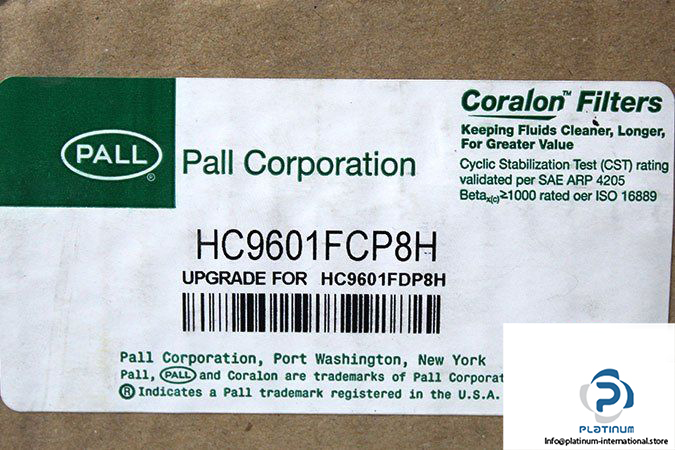 PALL
®
Pall Corporation
Coralon™ Filters
Keeping Fluids Cleaner, Longer,
For Greater Value
Cyclic Stabilization Test (CST) rating
validated per SAE ARP 4205
Betax(c)≥1000 rated oer ISO 16889
HC9601FCP8H
UPGRADE FOR HC9601FDP8H
Pall Corporation, Port Washington, New York
Pall, PALL and Coralon are trademarks of Pall Corporat
® Indicates a Pall trademark registered in the U.S.A.
PLATINUM
Info@platinum-international.store